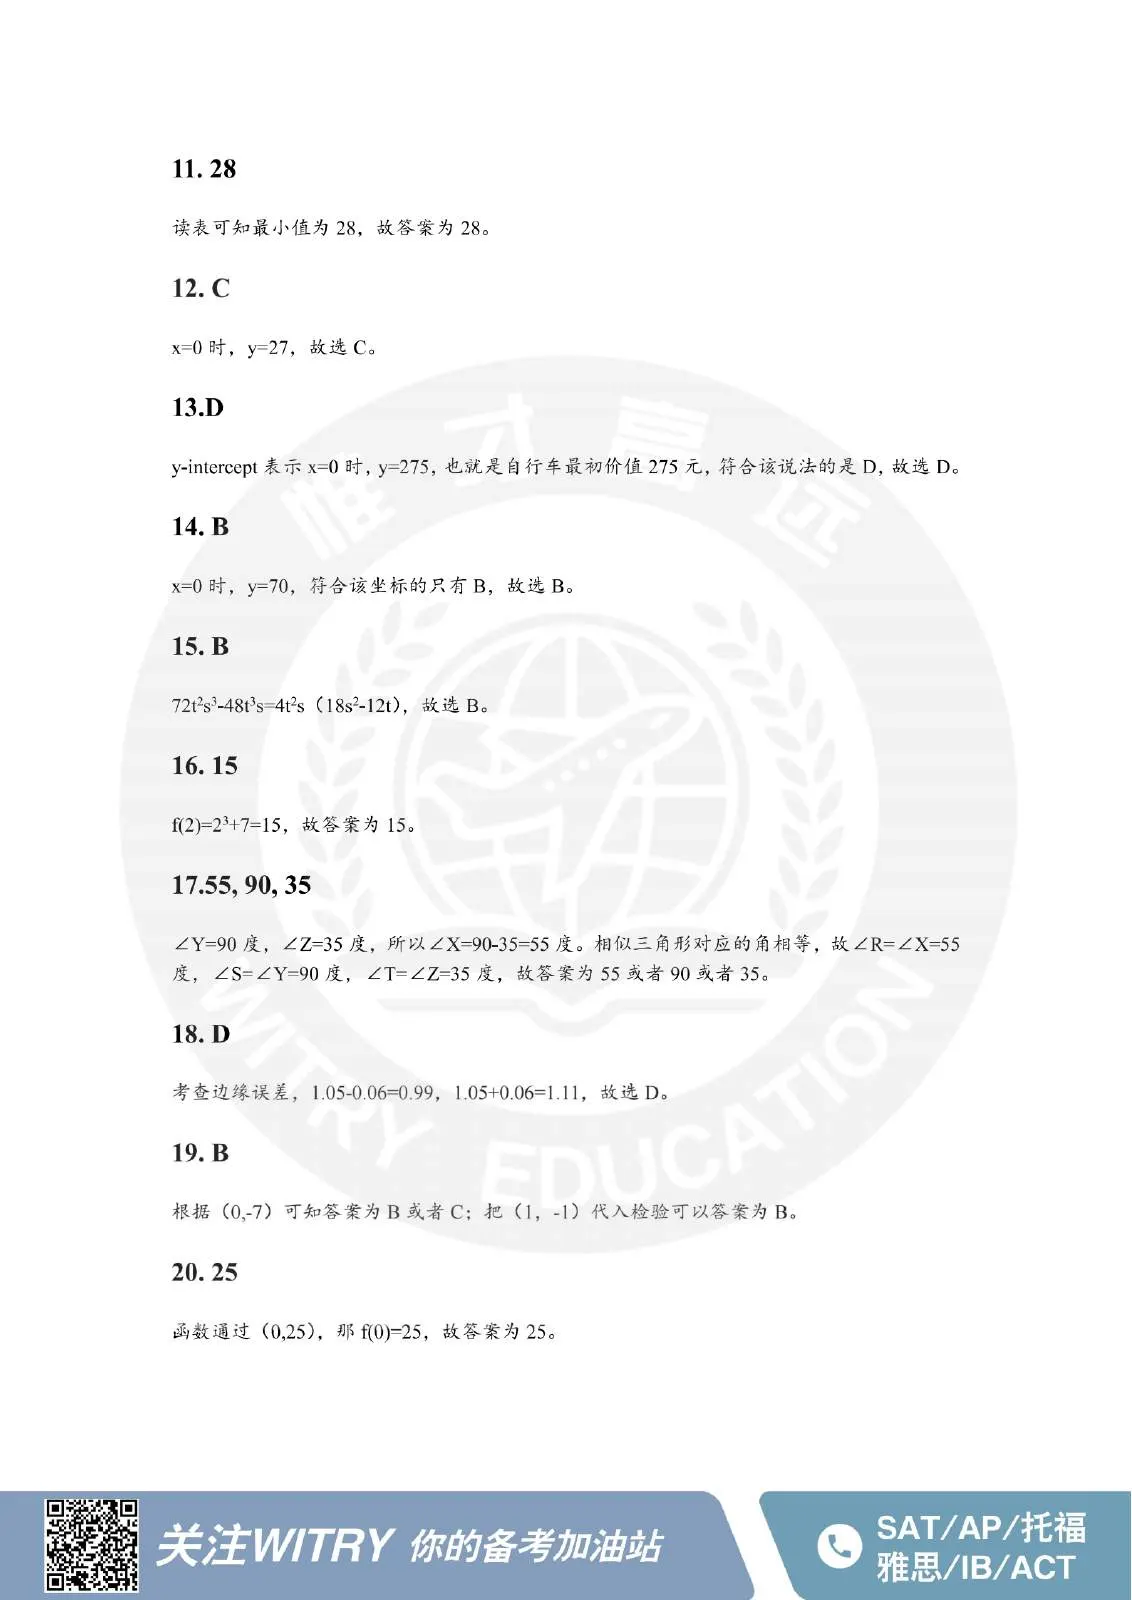 11. 28
读表可知最小值为 28，故答案为 28。
12. C
x=0 时，y=27，故选 C。
13.D
y-intercept 表示 x=0 时, y=275, 也就是自行车最初价值 275 元, 符合该说法的是 D, 故选 D。
14. B
x=0 时，y=70，符合该坐标的只有 B，故选 B。
15. B
72t²s³-48t³s=4t²s（18s²-12t），故选 B。
16. 15
f(2)=2³+7=15，故答案为 15。
17.55, 90, 35
∠Y=90 度，∠Z=35 度，所以∠X=90-35=55 度。相似三角形对应的角相等，故∠R=∠X=55
度，∠S=∠Y=90 度，∠T=∠Z=35 度，故答案为 55 或者 90 或者 35。
18. D
考查边缘误差，1.05-0.06=0.99，1.05+0.06=1.11，故选 D。
19. B
根据（0,-7）可知答案为 B 或者 C；把（1，-1）代入检验可以答案为 B。
20. 25
函数通过（0,25），那 f(0)=25，故答案为 25。
惟才高远
WITRY EDUCATION
关注WITRY 你的备考加油站
SAT/AP/托福
雅思/IB/ACT